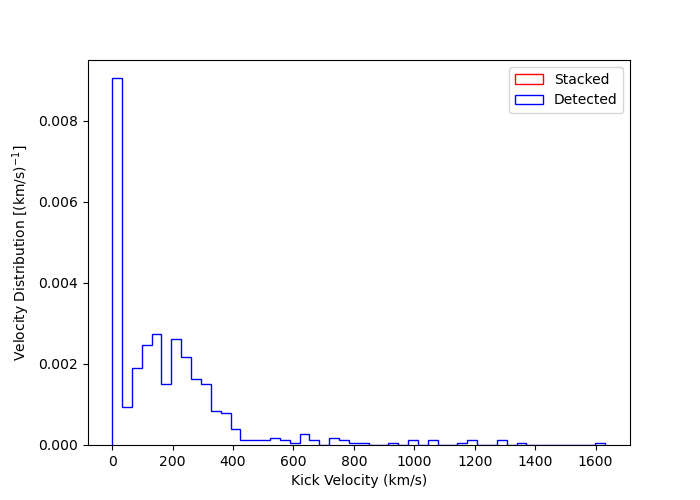 Stacked
Detected
0.008
0.006
0.004
0.002
0.000
Velocity Distribution [(km/s)⁻¹]
0 200 400 600 800 1000 1200 1400 1600
Kick Velocity (km/s)